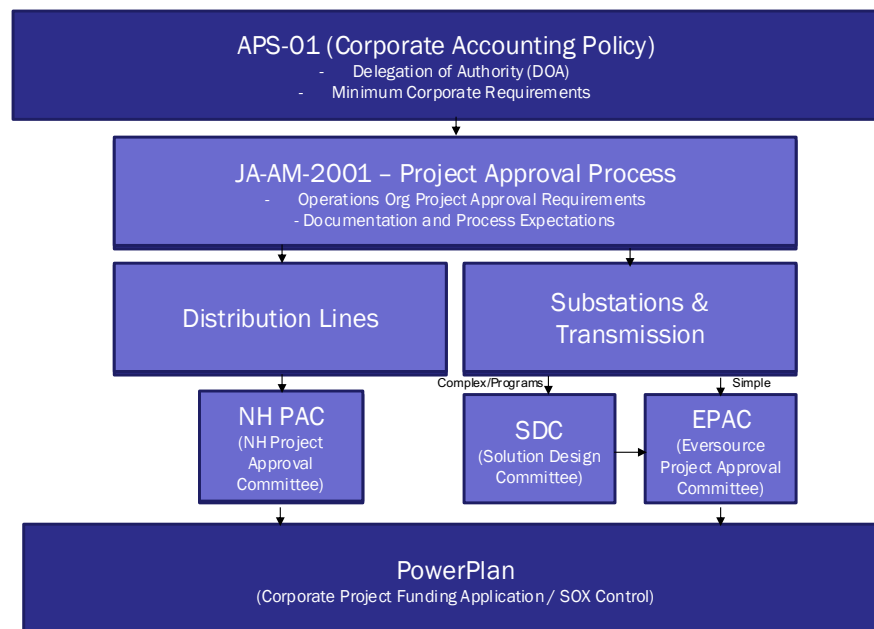 APS-01 (Corporate Accounting Policy)
- Delegation of Authority (DOA)
- Minimum Corporate Requirements
JA-AM-2001 – Project Approval Process
- Operations Org Project Approval Requirements
- Documentation and Process Expectations
Distribution Lines
Substations &
Transmission
Complex/Programs
Simple
NH PAC
(NH Project
Approval
Committee)
SDC
(Solution Design
Committee)
EPAC
(Eversource
Project Approval
Committee)
PowerPlan
(Corporate Project Funding Application / SOX Control)